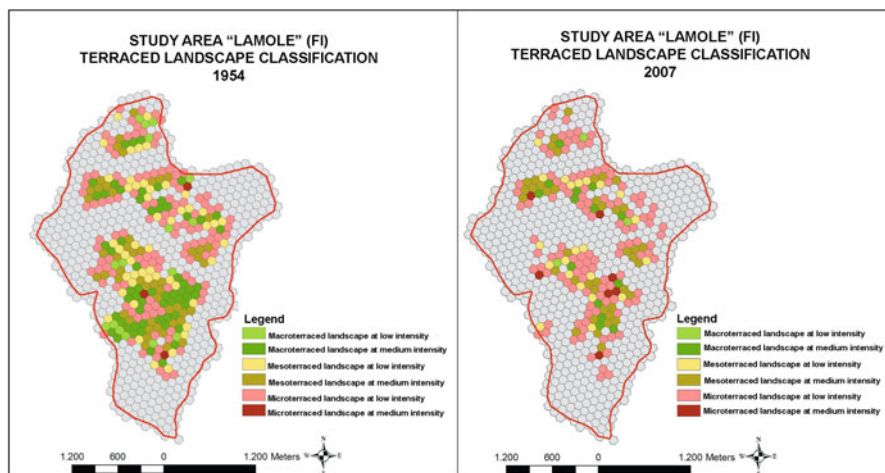 STUDY AREA “LAMOLE” (FI)
TERRACED LANDSCAPE CLASSIFICATION
1954
Legend
Macroterraced landscape at low intensity
Macroterraced landscape at medium intensity
Mesoterraced landscape at low intensity
Mesoterraced landscape at medium intensity
Microterraced landscape at low intensity
Microterraced landscape at medium intensity
1.200 600 0 1.200 Meters
N
W E
S
STUDY AREA “LAMOLE” (FI)
TERRACED LANDSCAPE CLASSIFICATION
2007
Legend
Macroterraced landscape at low intensity
Macroterraced landscape at medium intensity
Mesoterraced landscape at low intensity
Mesoterraced landscape at medium intensity
Microterraced landscape at low intensity
Microterraced landscape at medium intensity
1.200 600 0 1.200 Meters
N
W E
S